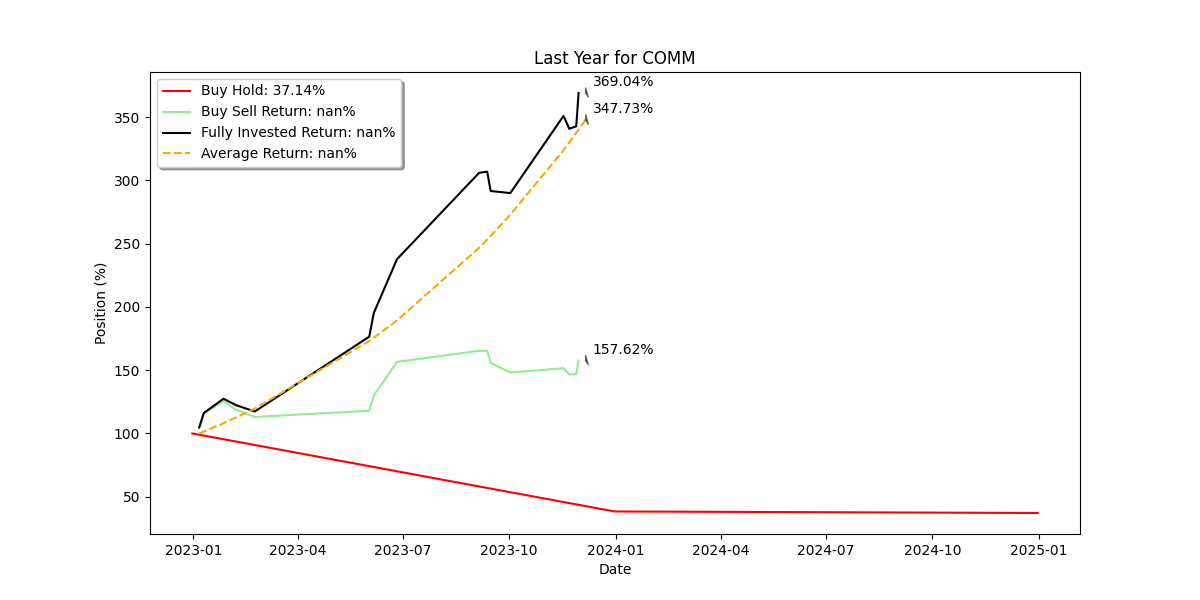 Last Year for COMM
369.04%
347.73%
157.62%
Buy Hold: 37.14%
Buy Sell Return: nan%
Fully Invested Return: nan%
Average Return: nan%
Position (%)
350
300
250
200
150
100
50
2023-01 2023-04 2023-07 2023-10 2024-01 2024-04 2024-07 2024-10 2025-01
Date